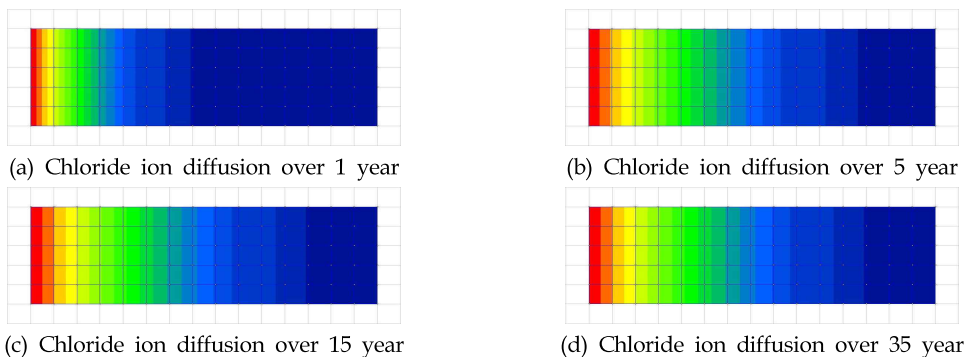 (a) Chloride ion diffusion over 1 year
(b) Chloride ion diffusion over 5 year
(c) Chloride ion diffusion over 15 year
(d) Chloride ion diffusion over 35 year